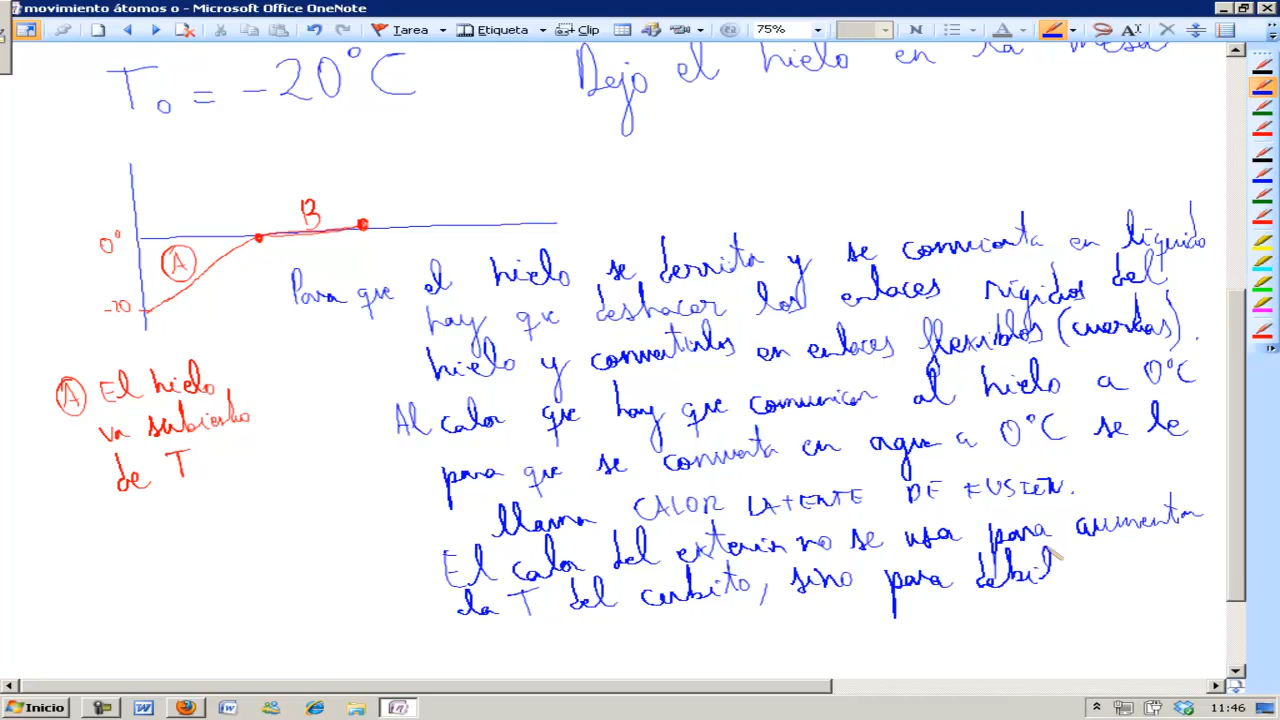 movimiento átomos o - Microsoft Office OneNote
Tarea Etiqueta Clip 75% N A
T₀ = -20°C
Dejo el hielo en la mesa
B
0°
A
-20
Para que el hielo se derrita y se convierta en líquido
hay que deshacer los enlaces rígidos del
hielo y convertirlos en enlaces flexibles (cuerdas).
Al calor que hay que comunicar al hielo a 0°C
para que se convierta en agua a 0°C se le
llama CALOR LATENTE DE FUSIÓN.
El calor del exterior no se usa para aumentar
la T del cubito, sino para debil
A El hielo
va subiendo
de T
Inicio 11:46